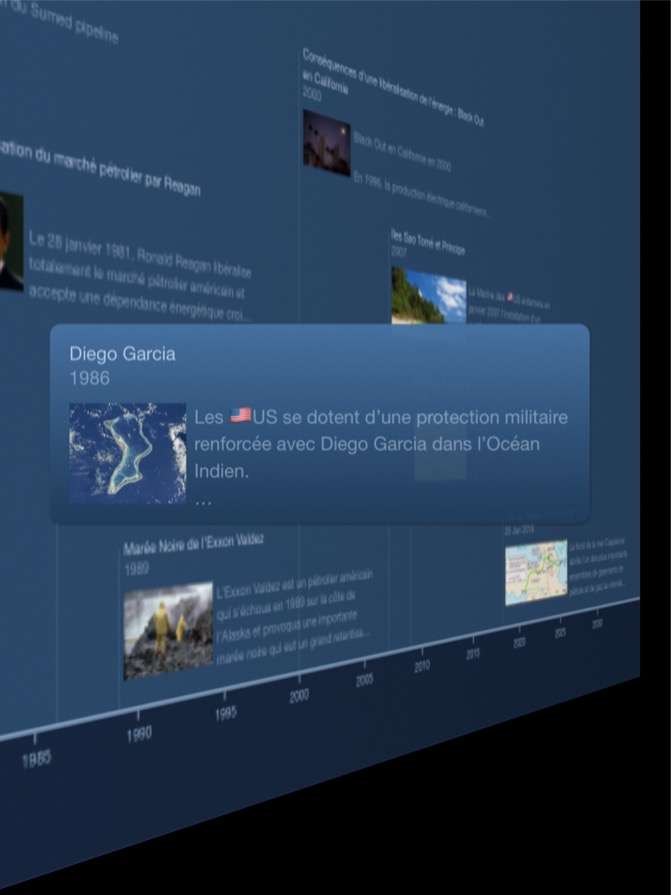 n du Sumed pipeline
Conséquences d'une libéralisation de l'énergie : Black Out
en Californie
2000
Black Out en Californie en 2000
En 1996, la production électrique californienne...
ation du marché pétrolier par Reagan
Le 28 janvier 1981, Ronald Reagan libéralise
totalement le marché pétrolier américain et
accepte une dépendance énergétique croi...
Îles Sao Tomé et Principe
2007
La Marine des 🇺🇸US
janvier 2007 l'installation d'un
Diego Garcia
1986
Les 🇺🇸US se dotent d'une protection militaire
renforcée avec Diego Garcia dans l'Océan
Indien.
...
Marée Noire de l'Exxon Valdez
1989
L'Exxon Valdez est un pétrolier américain
qui s'échoua en 1989 sur la côte de
l'Alaska et provoqua une importante
marée noire qui eut un grand retentiss...
25 Jan 2019
Le fond de la mer Caspienne
abrite l'un des plus importants
ensembles de gisements de
pétrole et de gaz du monde...
1985
1990
1995
2000
2005
2010
2015
2020
2025
2030